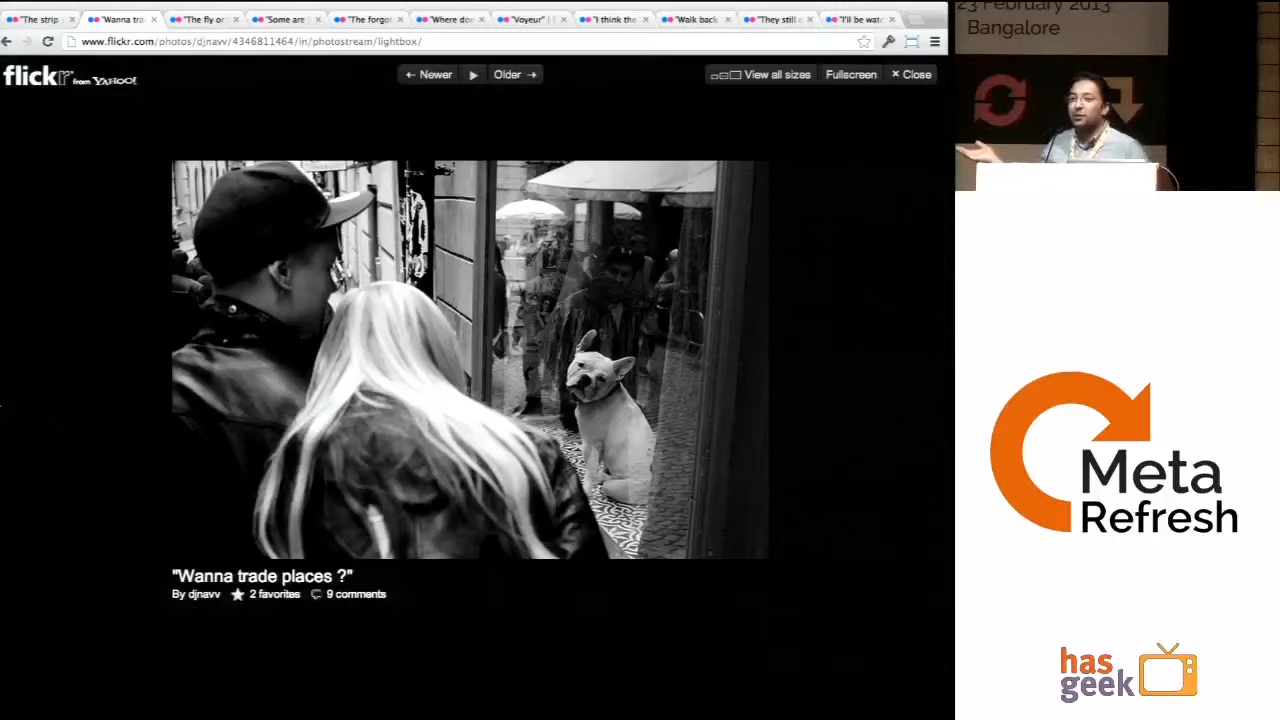 "The strip
"Wanna tra
"The fly or
"Some are
"The forgo
"Where doe
"Voyeur" |
"I think the
"Walk back
"They still e
"I'll be wat
www.flickr.com/photos/djnavv/4346811464/in/photostream/lightbox/
flickr from YAHOO!
← Newer
Older →
View all sizes
Fullscreen
× Close
"Wanna trade places ?"
By djnavv ★ 2 favorites 9 comments
23 February 2013
Bangalore
Meta
Refresh
has
geek